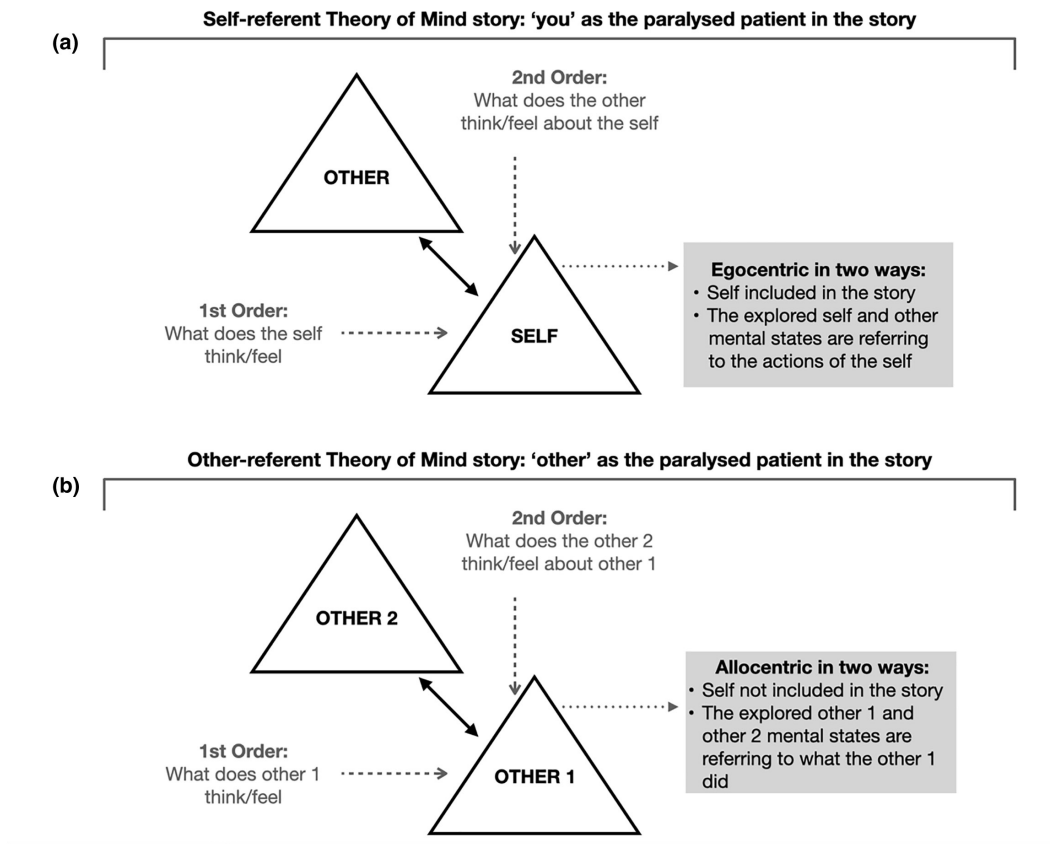 Self-referent Theory of Mind story: ‘you’ as the paralysed patient in the story
(a)
2nd Order:
What does the other
think/feel about the self
OTHER
Egocentric in two ways:
• Self included in the story
• The explored self and other
mental states are referring
to the actions of the self
1st Order:
What does the self
think/feel
SELF
Other-referent Theory of Mind story: ‘other’ as the paralysed patient in the story
(b)
2nd Order:
What does the other 2
think/feel about other 1
OTHER 2
Allocentric in two ways:
• Self not included in the story
• The explored other 1 and
other 2 mental states are
referring to what the other 1
did
1st Order:
What does other 1
think/feel
OTHER 1